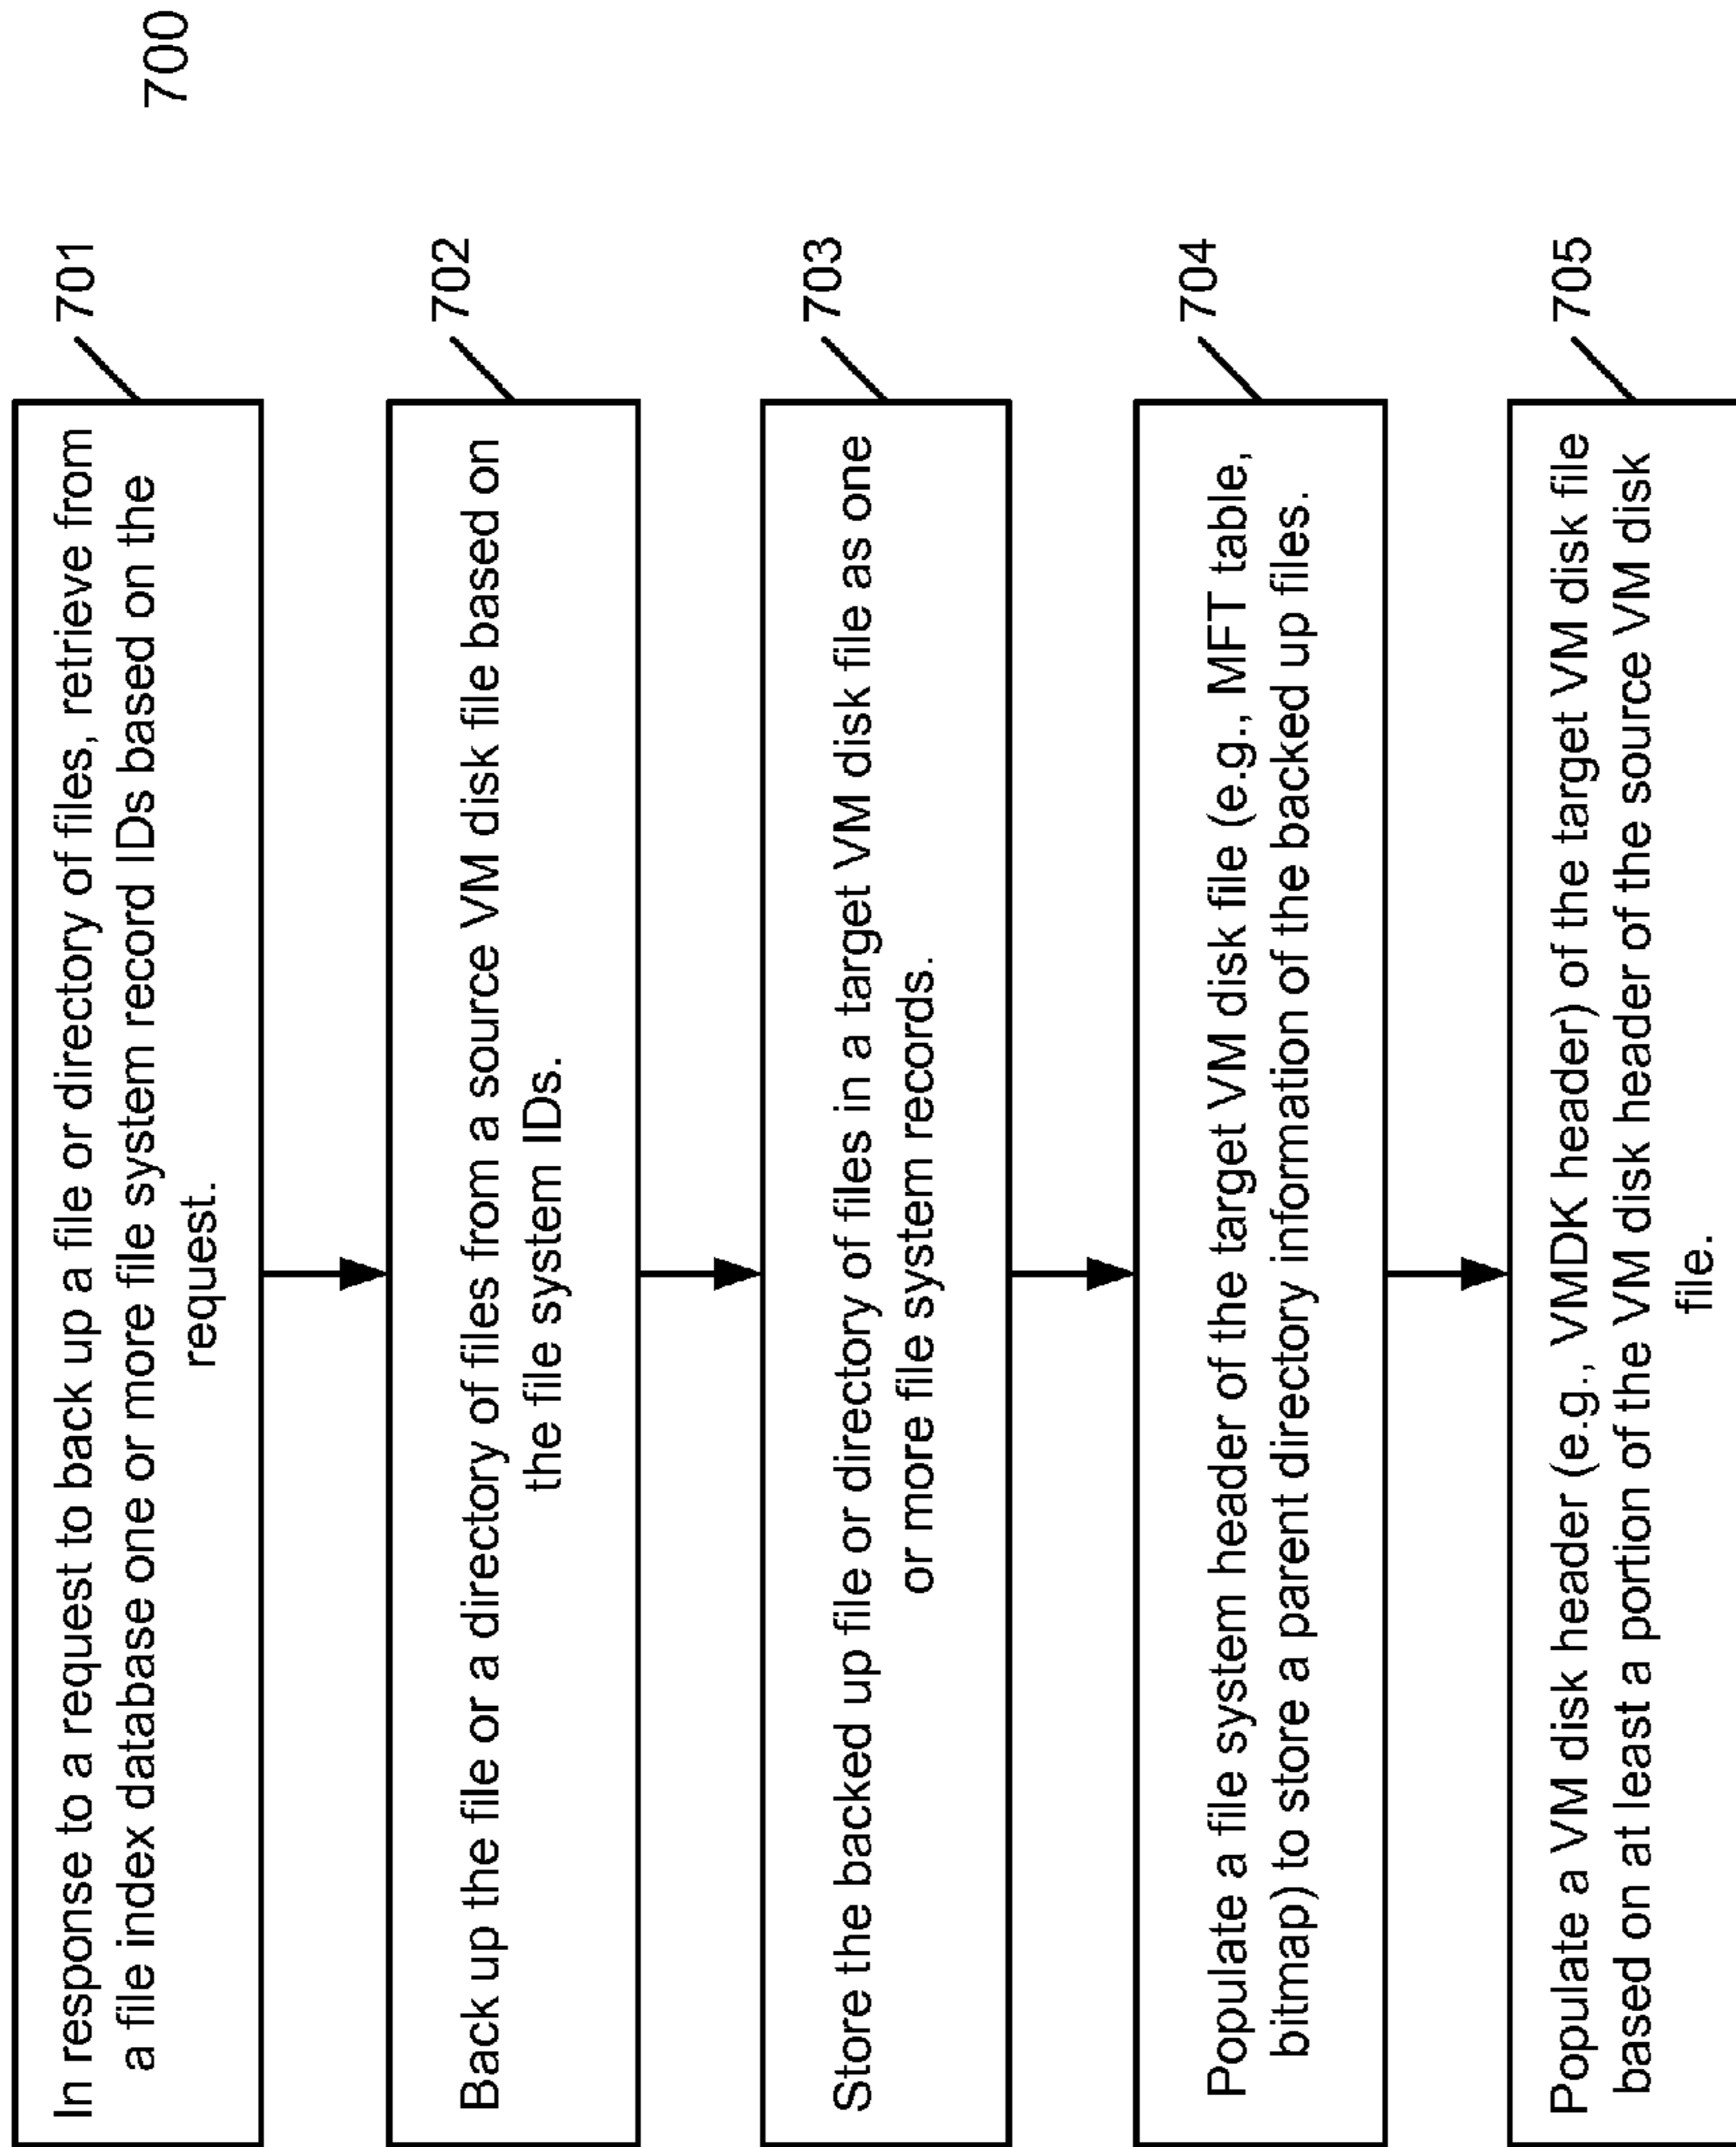 700
In response to a request to back up a file or directory of files, retrieve from
a file index database one or more file system record IDs based on the
request.
701
Back up the file or a directory of files from a source VM disk file based on
the file system IDs.
702
Store the backed up file or directory of files in a target VM disk file as one
or more file system records.
703
Populate a file system header of the target VM disk file (e.g., MFT table,
bitmap) to store a parent directory information of the backed up files.
704
Populate a VM disk header (e.g., VMDK header) of the target VM disk file
based on at least a portion of the VM disk header of the source VM disk
file.
705